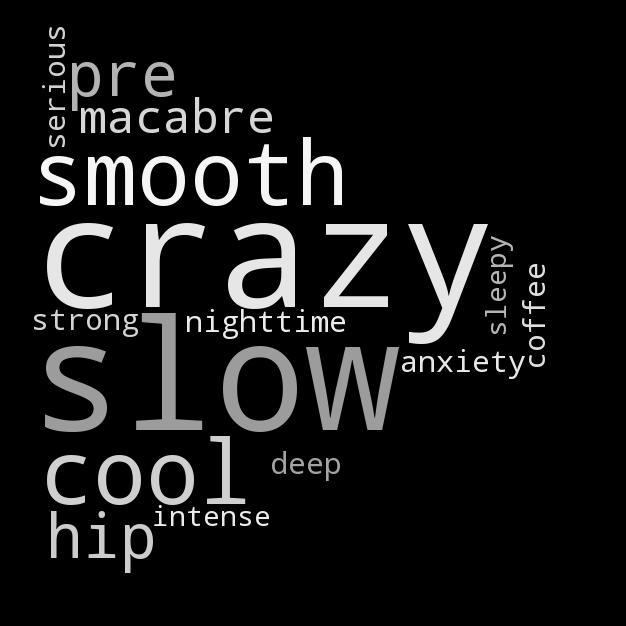 serious
pre
macabre
smooth
crazy
sleepy
coffee
strong
nighttime
slow
anxiety
cool
deep
intense
hip